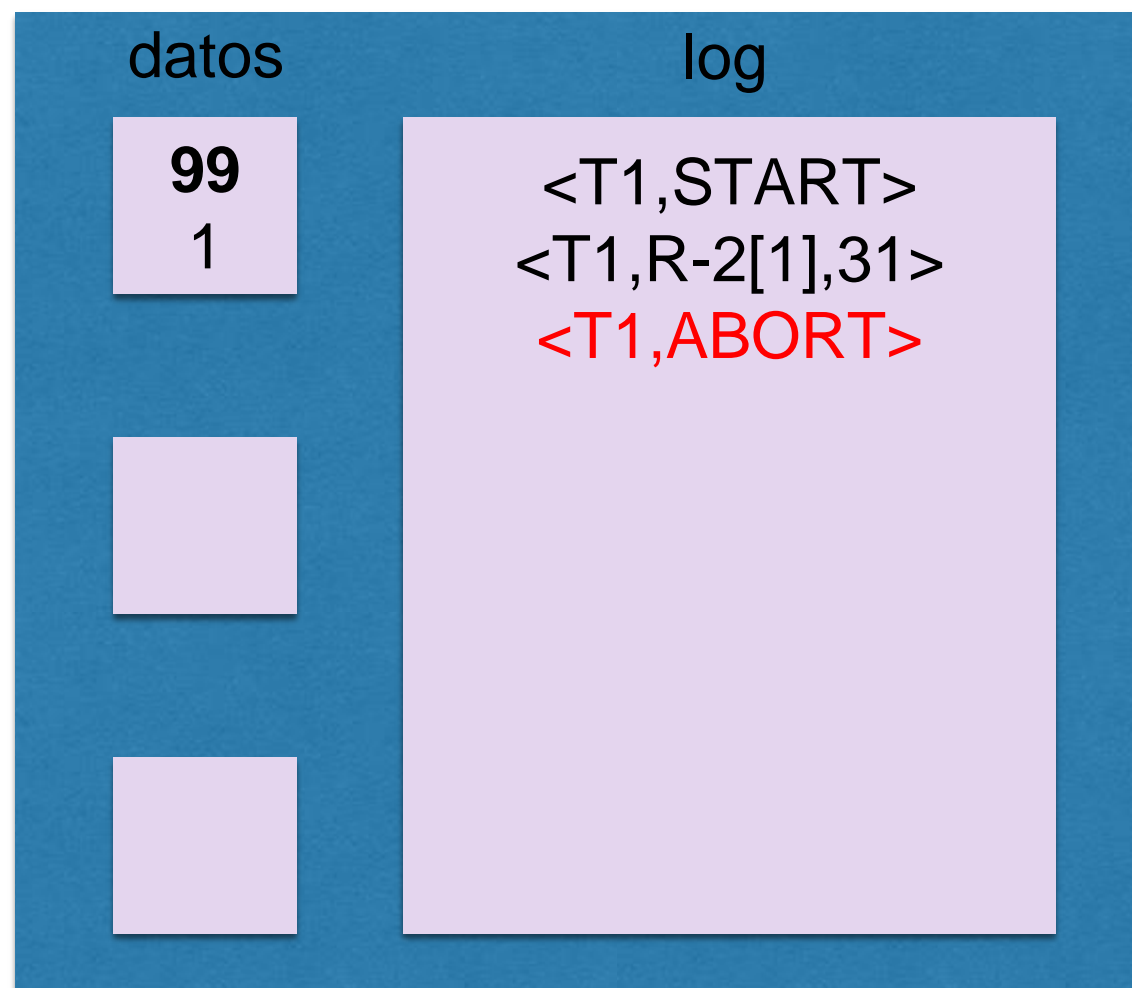 datos
log
99
1
<T1,START>
<T1,R-2[1],31>
<T1,ABORT>